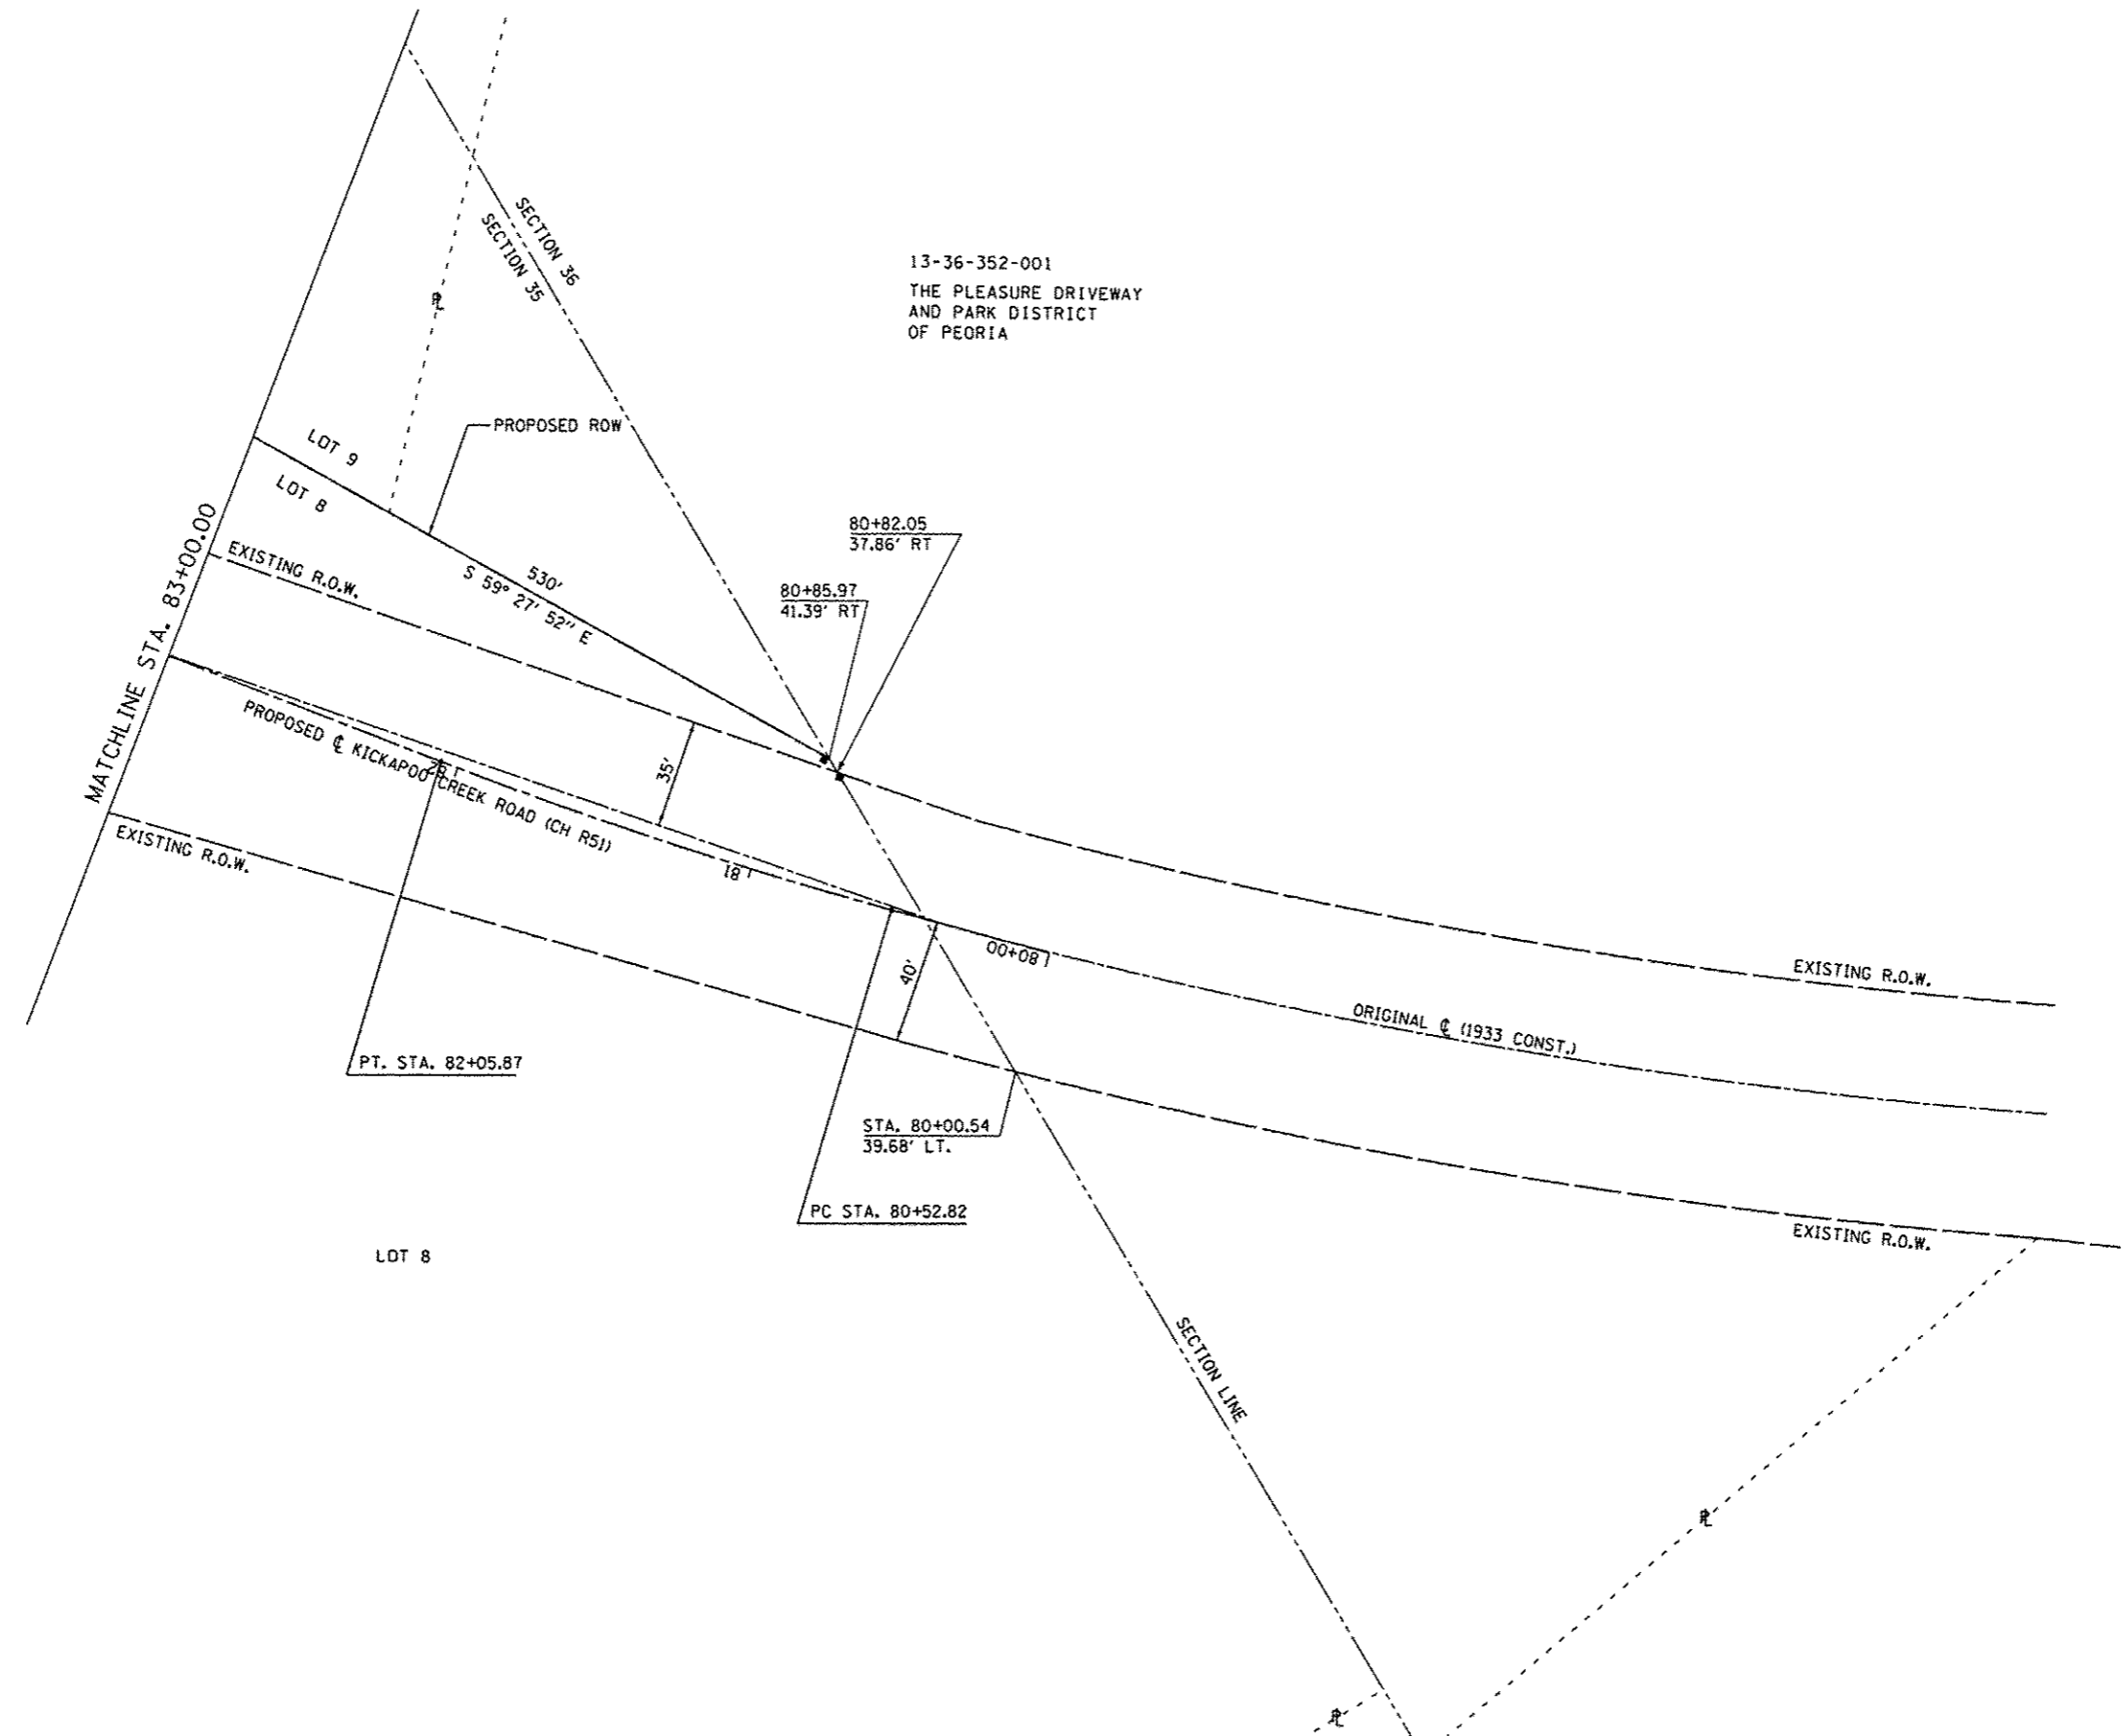 SECTION 36
SECTION 35
13-36-352-001
THE PLEASURE DRIVEWAY
AND PARK DISTRICT
OF PEORIA
℄
PROPOSED ROW
LOT 9
LOT 8
MATCHLINE STA. 83+00.00
EXISTING R.O.W.
530'
S 59° 27' 52'' E
80+82.05
37.86' RT
80+85.97
41.39' RT
35'
PROPOSED ℄ KICKAPOO CREEK ROAD (CH R51)
EXISTING R.O.W.
81
80+00
40'
EXISTING R.O.W.
ORIGINAL ℄ (1933 CONST.)
PT. STA. 82+05.87
STA. 80+00.54
39.68' LT.
PC STA. 80+52.82
EXISTING R.O.W.
LOT 8
SECTION LINE